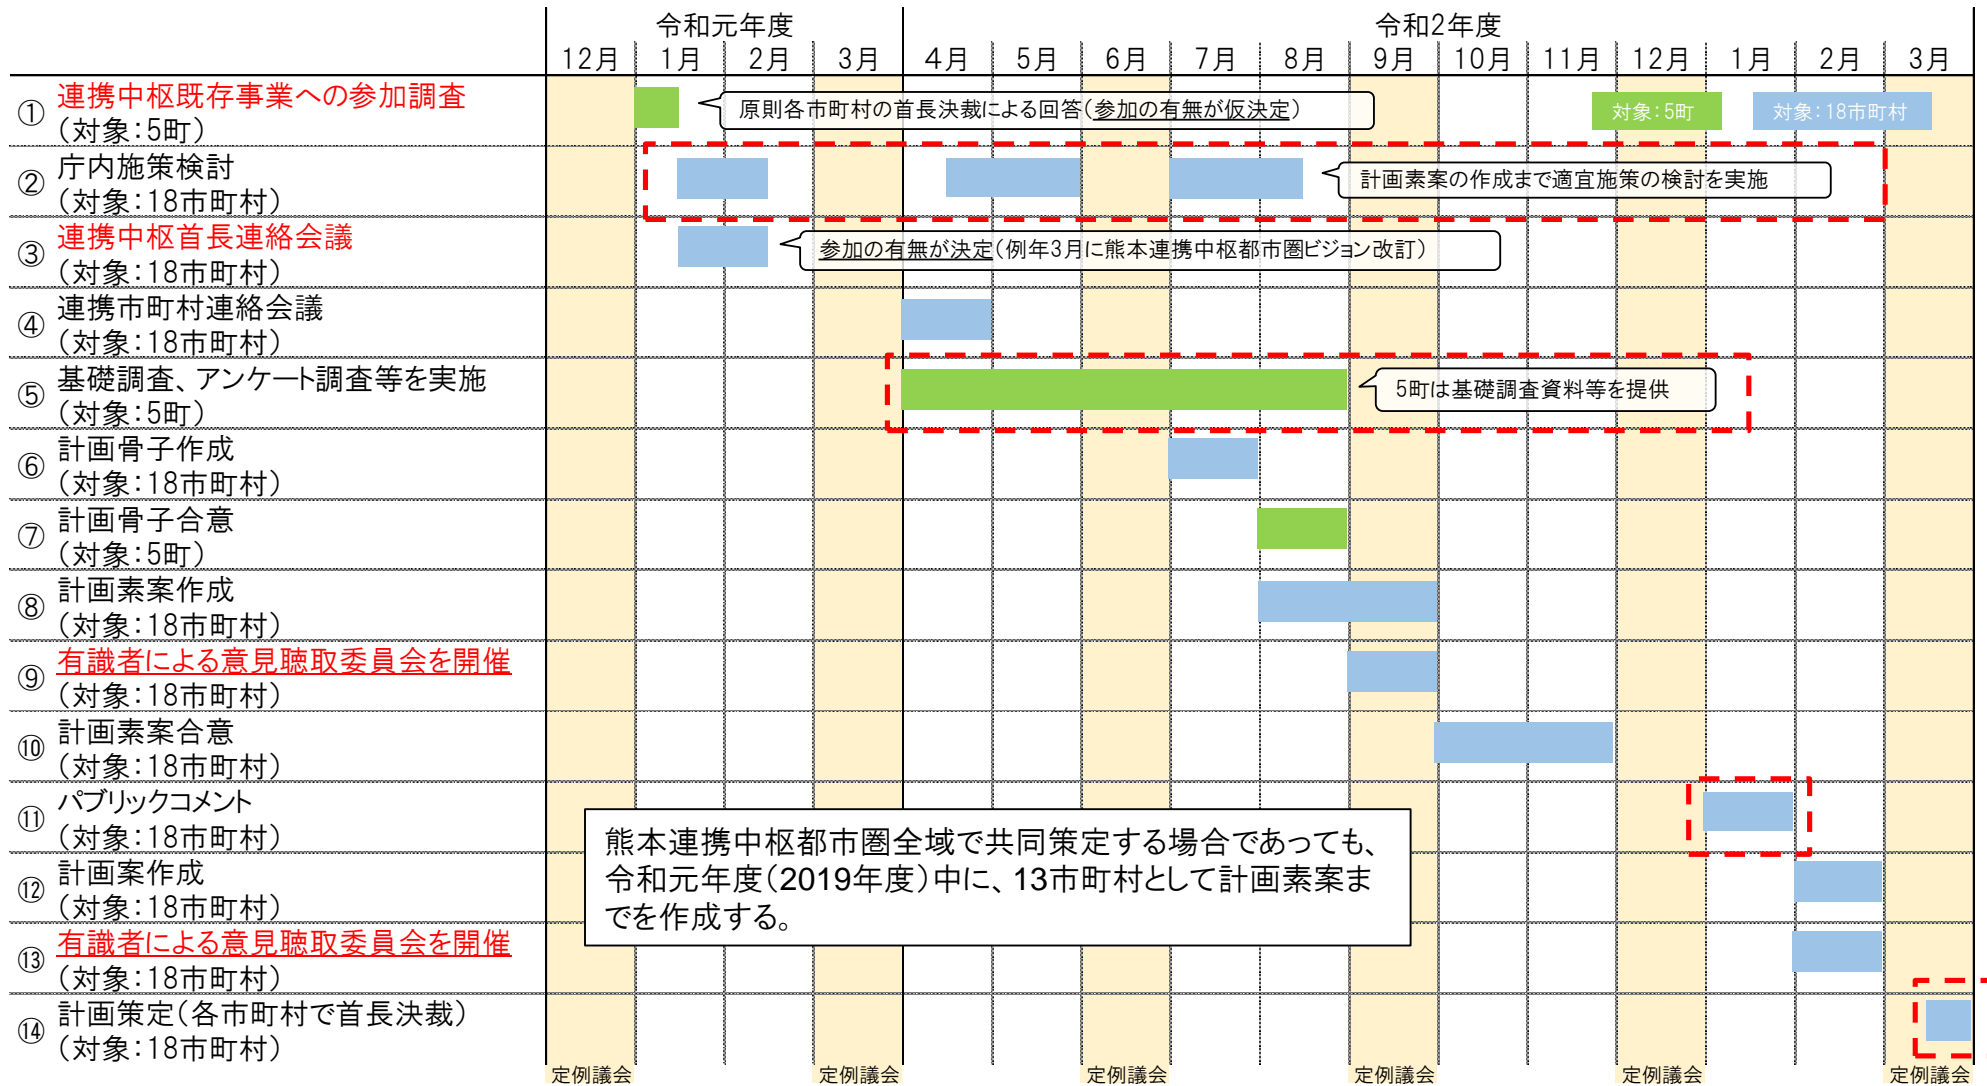 令和元年度
令和2年度
12月 1月 2月 3月 4月 5月 6月 7月 8月 9月 10月 11月 12月 1月 2月 3月
① 連携中枢既存事業への参加調査
(対象:5町)
原則各市町村の首長決裁による回答(参加の有無が仮決定)
対象:5町
対象:18市町村
② 庁内施策検討
(対象:18市町村)
計画素案の作成まで適宜施策の検討を実施
③ 連携中枢首長連絡会議
(対象:18市町村)
参加の有無が決定(例年3月に熊本連携中枢都市圏ビジョン改訂)
④ 連携市町村連絡会議
(対象:18市町村)
⑤ 基礎調査、アンケート調査等を実施
(対象:5町)
5町は基礎調査資料等を提供
⑥ 計画骨子作成
(対象:18市町村)
⑦ 計画骨子合意
(対象:5町)
⑧ 計画素案作成
(対象:18市町村)
⑨ 有識者による意見聴取委員会を開催
(対象:18市町村)
⑩ 計画素案合意
(対象:18市町村)
⑪ パブリックコメント
(対象:18市町村)
⑫ 計画案作成
(対象:18市町村)
⑬ 有識者による意見聴取委員会を開催
(対象:18市町村)
⑭ 計画策定(各市町村で首長決裁)
(対象:18市町村)
熊本連携中枢都市圏全域で共同策定する場合であっても、
令和元年度(2019年度)中に、13市町村として計画素案ま
でを作成する。
定例議会 定例議会 定例議会 定例議会 定例議会 定例議会